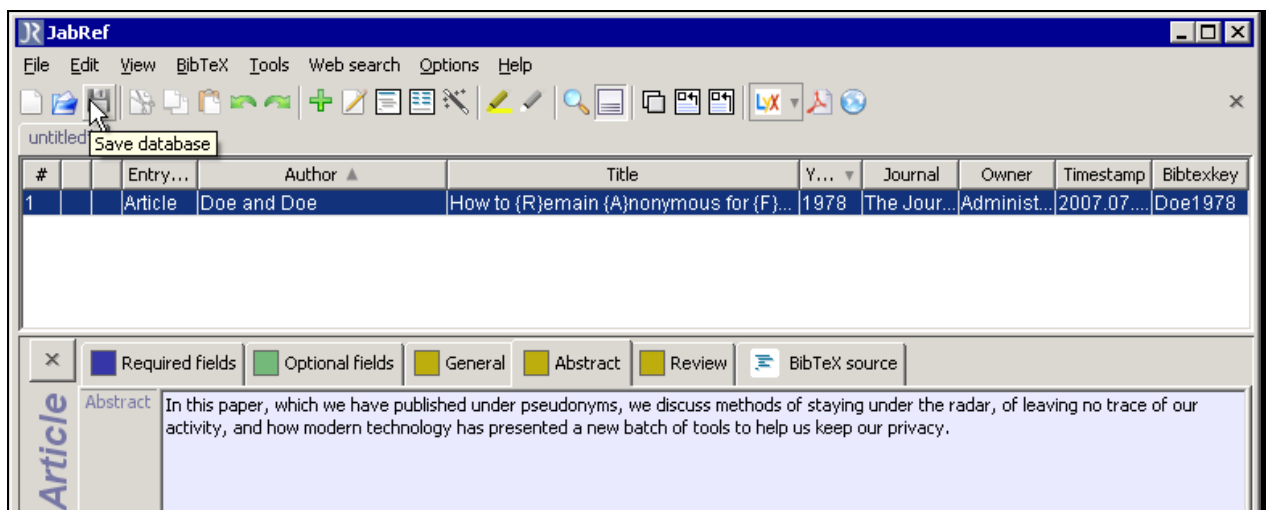 JabRef
File Edit View BibTeX Tools Web search Options Help
LyX
untitled
Save database
# Entry... Author Title Y... Journal Owner Timestamp Bibtexkey
1 Article Doe and Doe How to {R}emain {A}nonymous for {F}... 1978 The Jour... Administ... 2007.07.... Doe1978
Required fields Optional fields General Abstract Review BibTeX source
Article
Abstract
In this paper, which we have published under pseudonyms, we discuss methods of staying under the radar, of leaving no trace of our
activity, and how modern technology has presented a new batch of tools to help us keep our privacy.